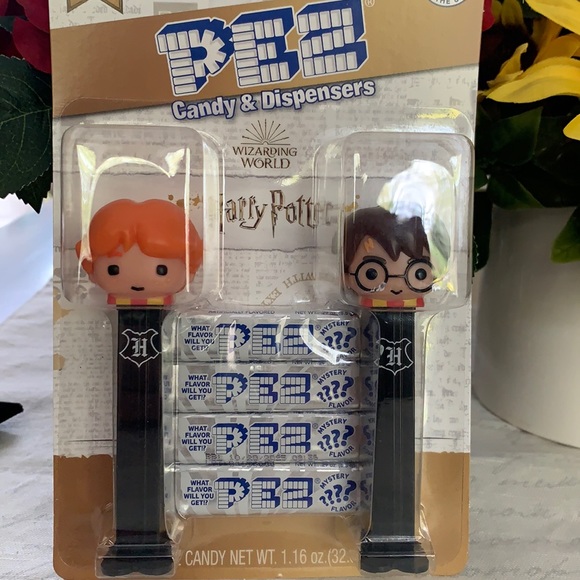 PEZ
Candy & Dispensers
WIZARDING
WORLD
Harry Potter
H
H
WHAT
FLAVOR
WILL YOU
GET!?
PEZ
MYSTERY
???
FLAVOR
WHAT
FLAVOR
WILL YOU
GET!?
PEZ
MYSTERY
???
FLAVOR
WHAT
FLAVOR
WILL YOU
GET!?
PEZ
MYSTERY
???
FLAVOR
WHAT
FLAVOR
WILL YOU
GET!?
PEZ
MYSTERY
???
FLAVOR
CANDY NET WT. 1.16 oz.(32.